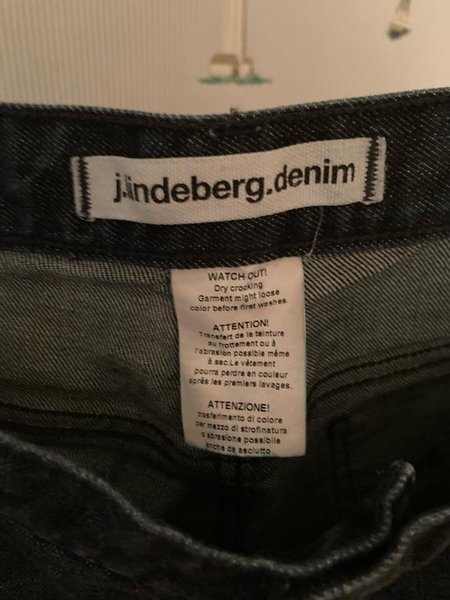 j.lindeberg.denim
WATCH OUT!
Dry crocking
Garment might loose
color before first washes
ATTENTION!
Transfert de la teinture
au frottement ou à
l'abrasion possible même
à sec.Le vêtement
pourra perdre en couleur
après les premiers lavages.
ATTENZIONE!
trasferimento di colore
per mezzo di strofinatura
o abrasione possibile
anche da asciutto